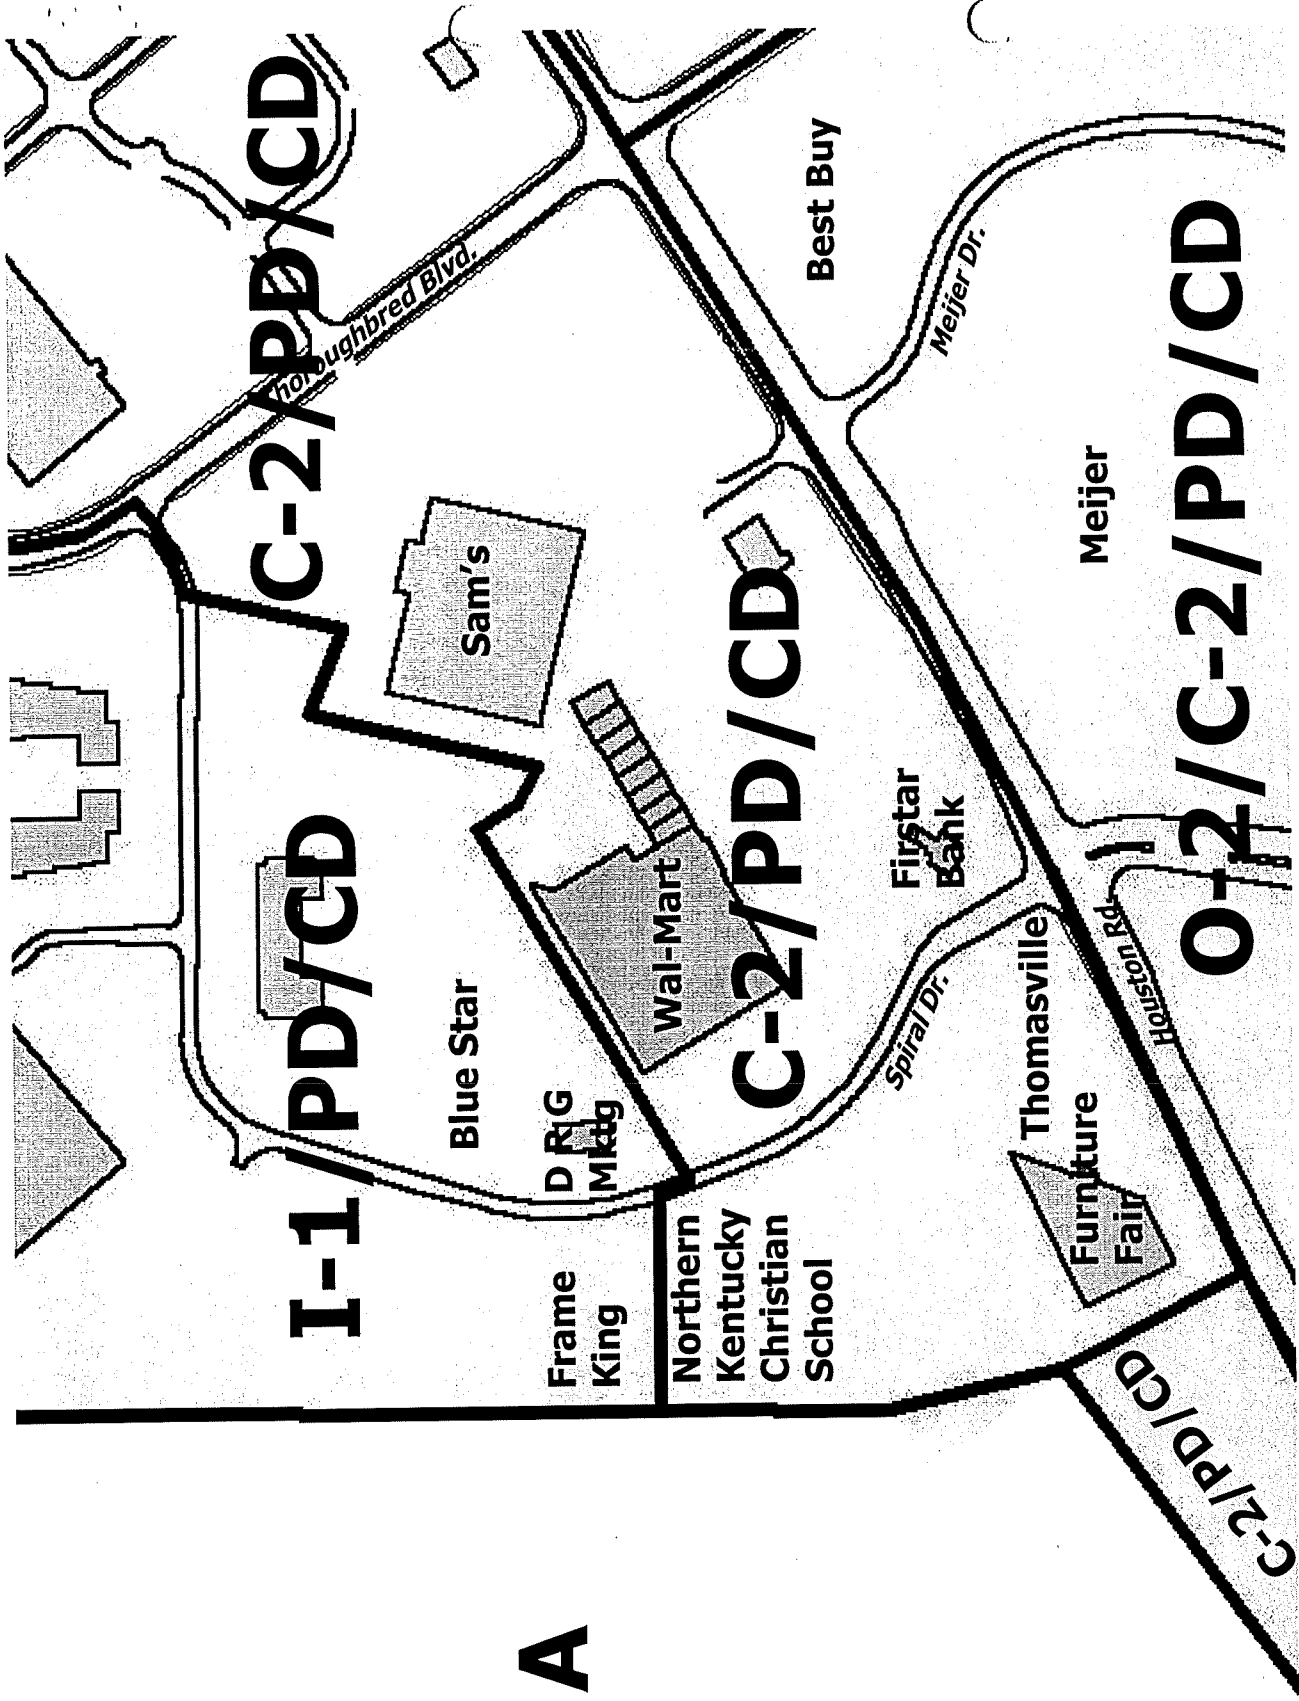 A
I-1/PD/CD
C-2/PD/CD
Thoroughbred Blvd.
Sam's
Blue Star
Wal-Mart
D R G
Mktg
Frame
King
Northern
Kentucky
Christian
School
C-2/PD/CD
Firstar
Bank
Spiral Dr.
Thomasville
Furniture
Fair
Houston Rd.
Best Buy
Meijer Dr.
Meijer
O-2/C-2/PD/CD
C-2/PD/CD